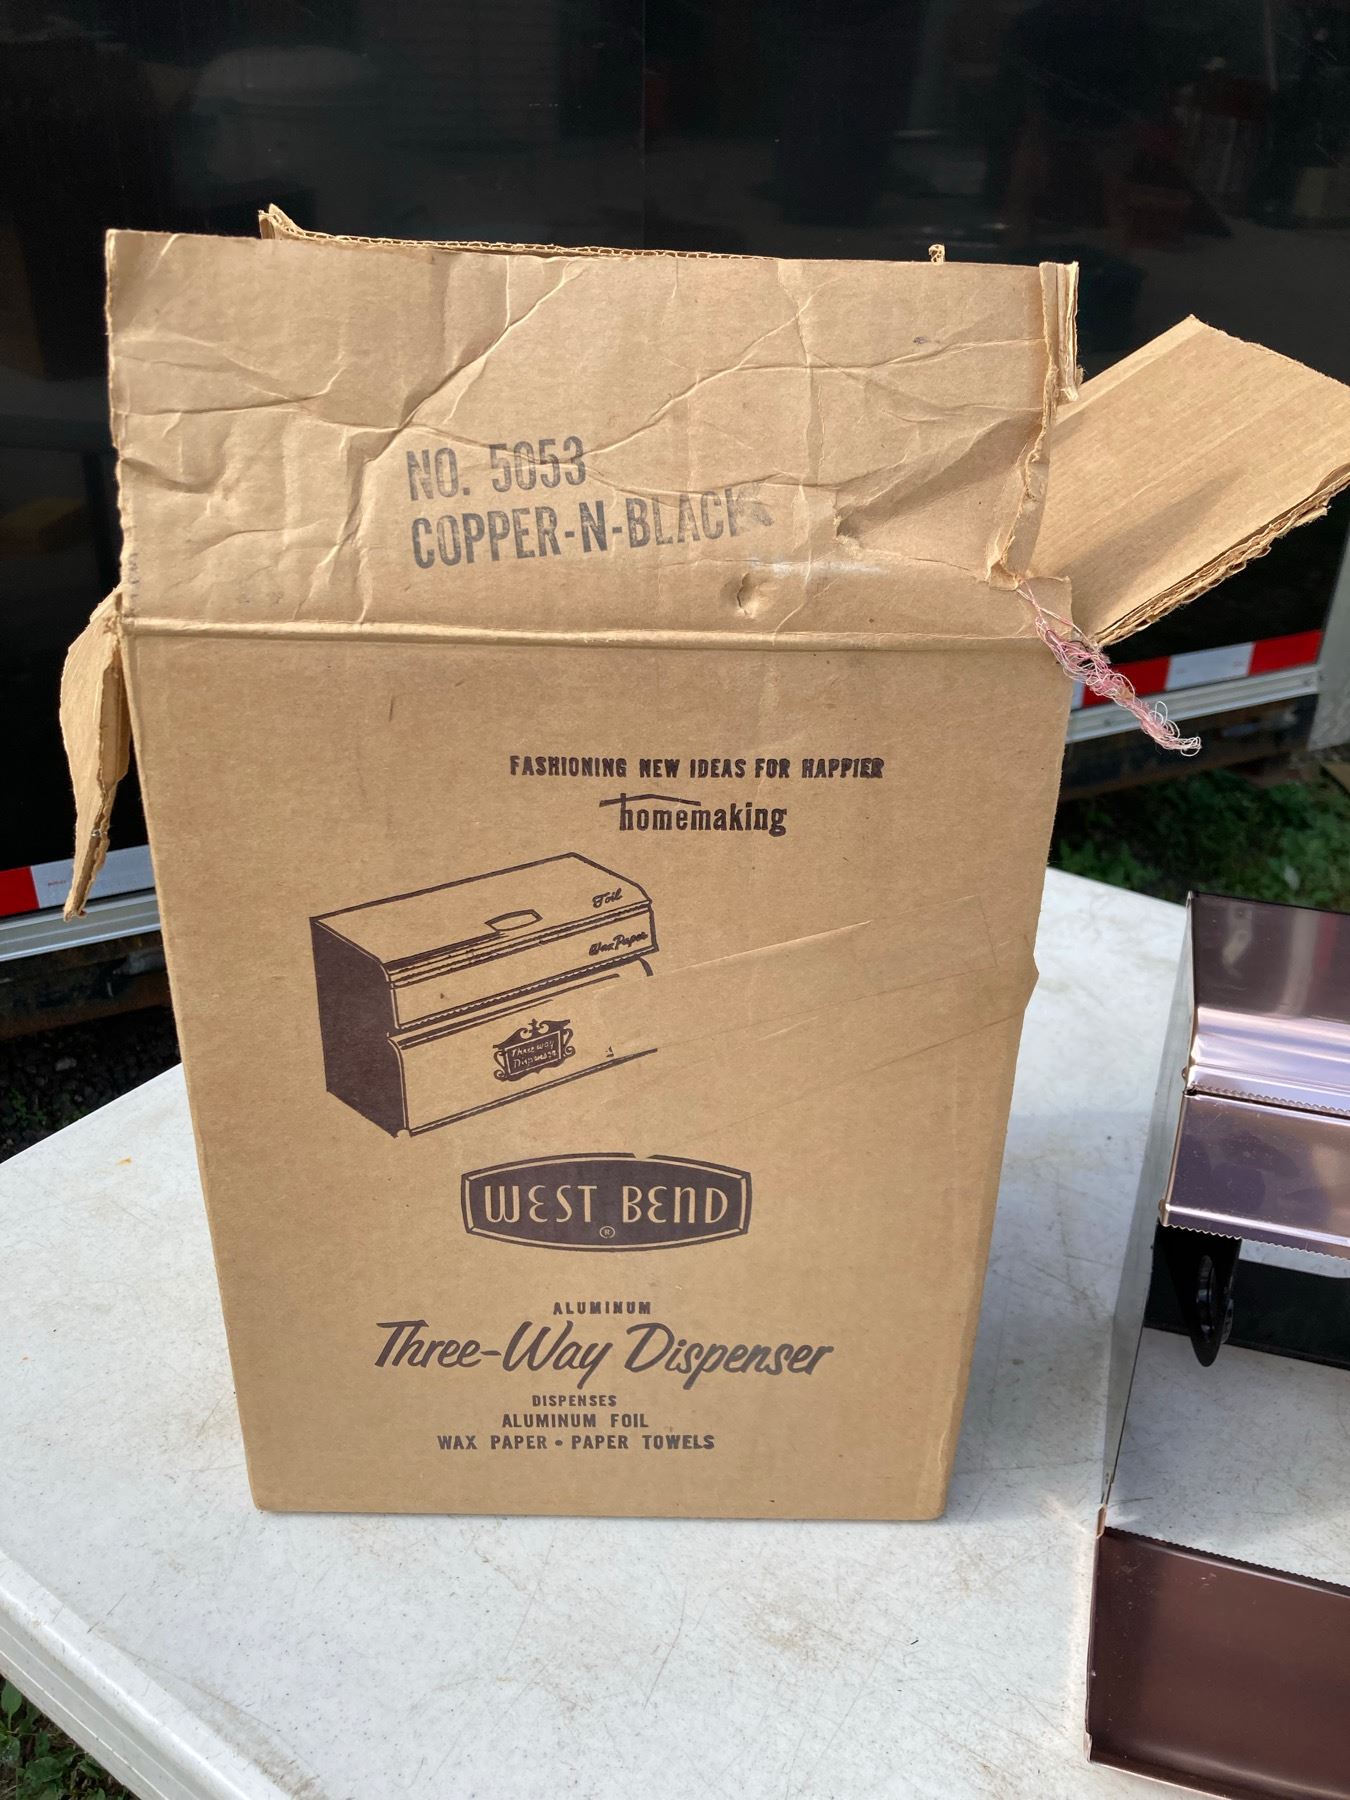 NO. 5053
COPPER-N-BLACK
FASHIONING NEW IDEAS FOR HAPPIER
homemaking
Foil
Wax Paper
Three way
Dispenser
WEST BEND
®
ALUMINUM
Three-Way Dispenser
DISPENSES
ALUMINUM FOIL
WAX PAPER • PAPER TOWELS